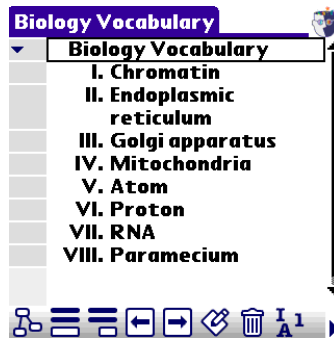 Biology Vocabulary
Biology Vocabulary
I. Chromatin
II. Endoplasmic
reticulum
III. Golgi apparatus
IV. Mitochondria
V. Atom
VI. Proton
VII. RNA
VIII. Paramecium
I A 1